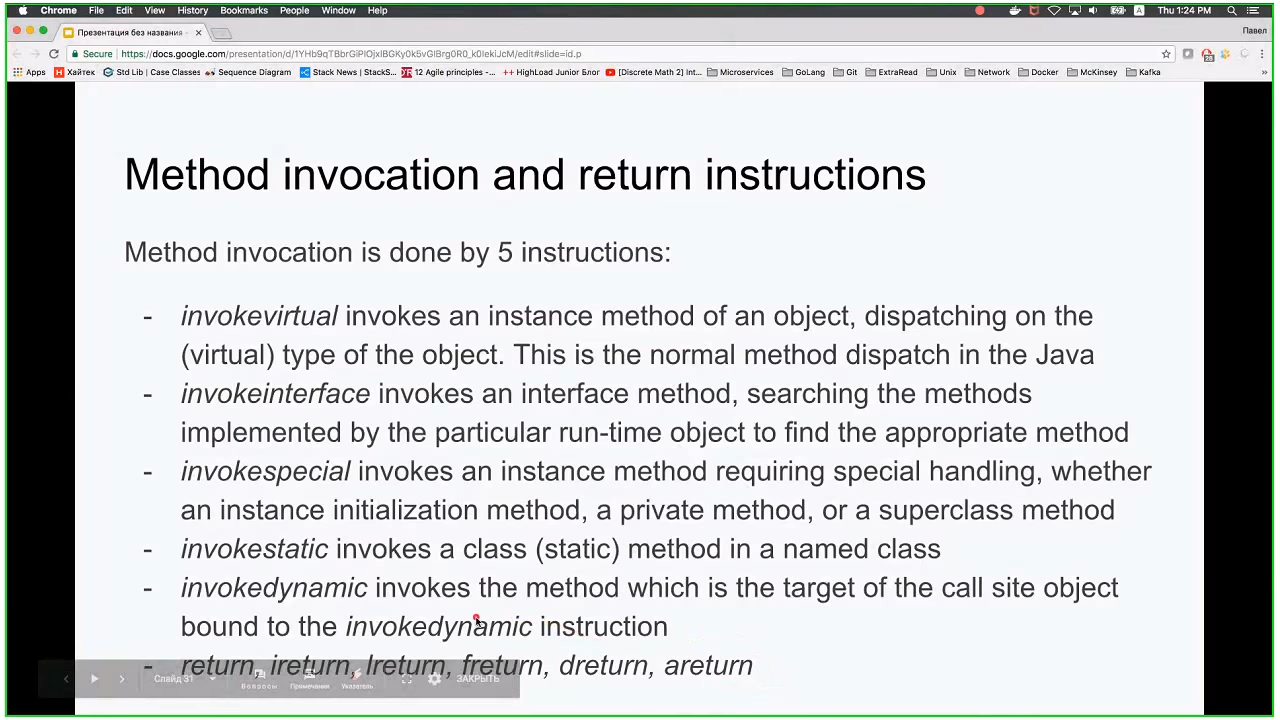 Chrome File Edit View History Bookmarks People Window Help A Thu 1:24 PM
Презентация без названия - Павел
Secure https://docs.google.com/presentation/d/1YHb9qTBbrGiPIOjxIBGKy0k5vGlBrg0R0_k0IekiJcM/edit#slide=id.p
Apps Хайтек Std Lib | Case Classes Sequence Diagram Stack News | StackS... 12 Agile principles -... HighLoad Junior Блог [Discrete Math 2] Int... Microservices GoLang Git ExtraRead Unix Network Docker McKinsey Kafka »
Method invocation and return instructions
Method invocation is done by 5 instructions:
- invokevirtual invokes an instance method of an object, dispatching on the
(virtual) type of the object. This is the normal method dispatch in the Java
- invokeinterface invokes an interface method, searching the methods
implemented by the particular run-time object to find the appropriate method
- invokespecial invokes an instance method requiring special handling, whether
an instance initialization method, a private method, or a superclass method
- invokestatic invokes a class (static) method in a named class
- invokedynamic invokes the method which is the target of the call site object
bound to the invokedynamic instruction
- return, ireturn, lreturn, freturn, dreturn, areturn
Слайд 31 Вопросы Примечания Указатель ЗАКРЫТЬ